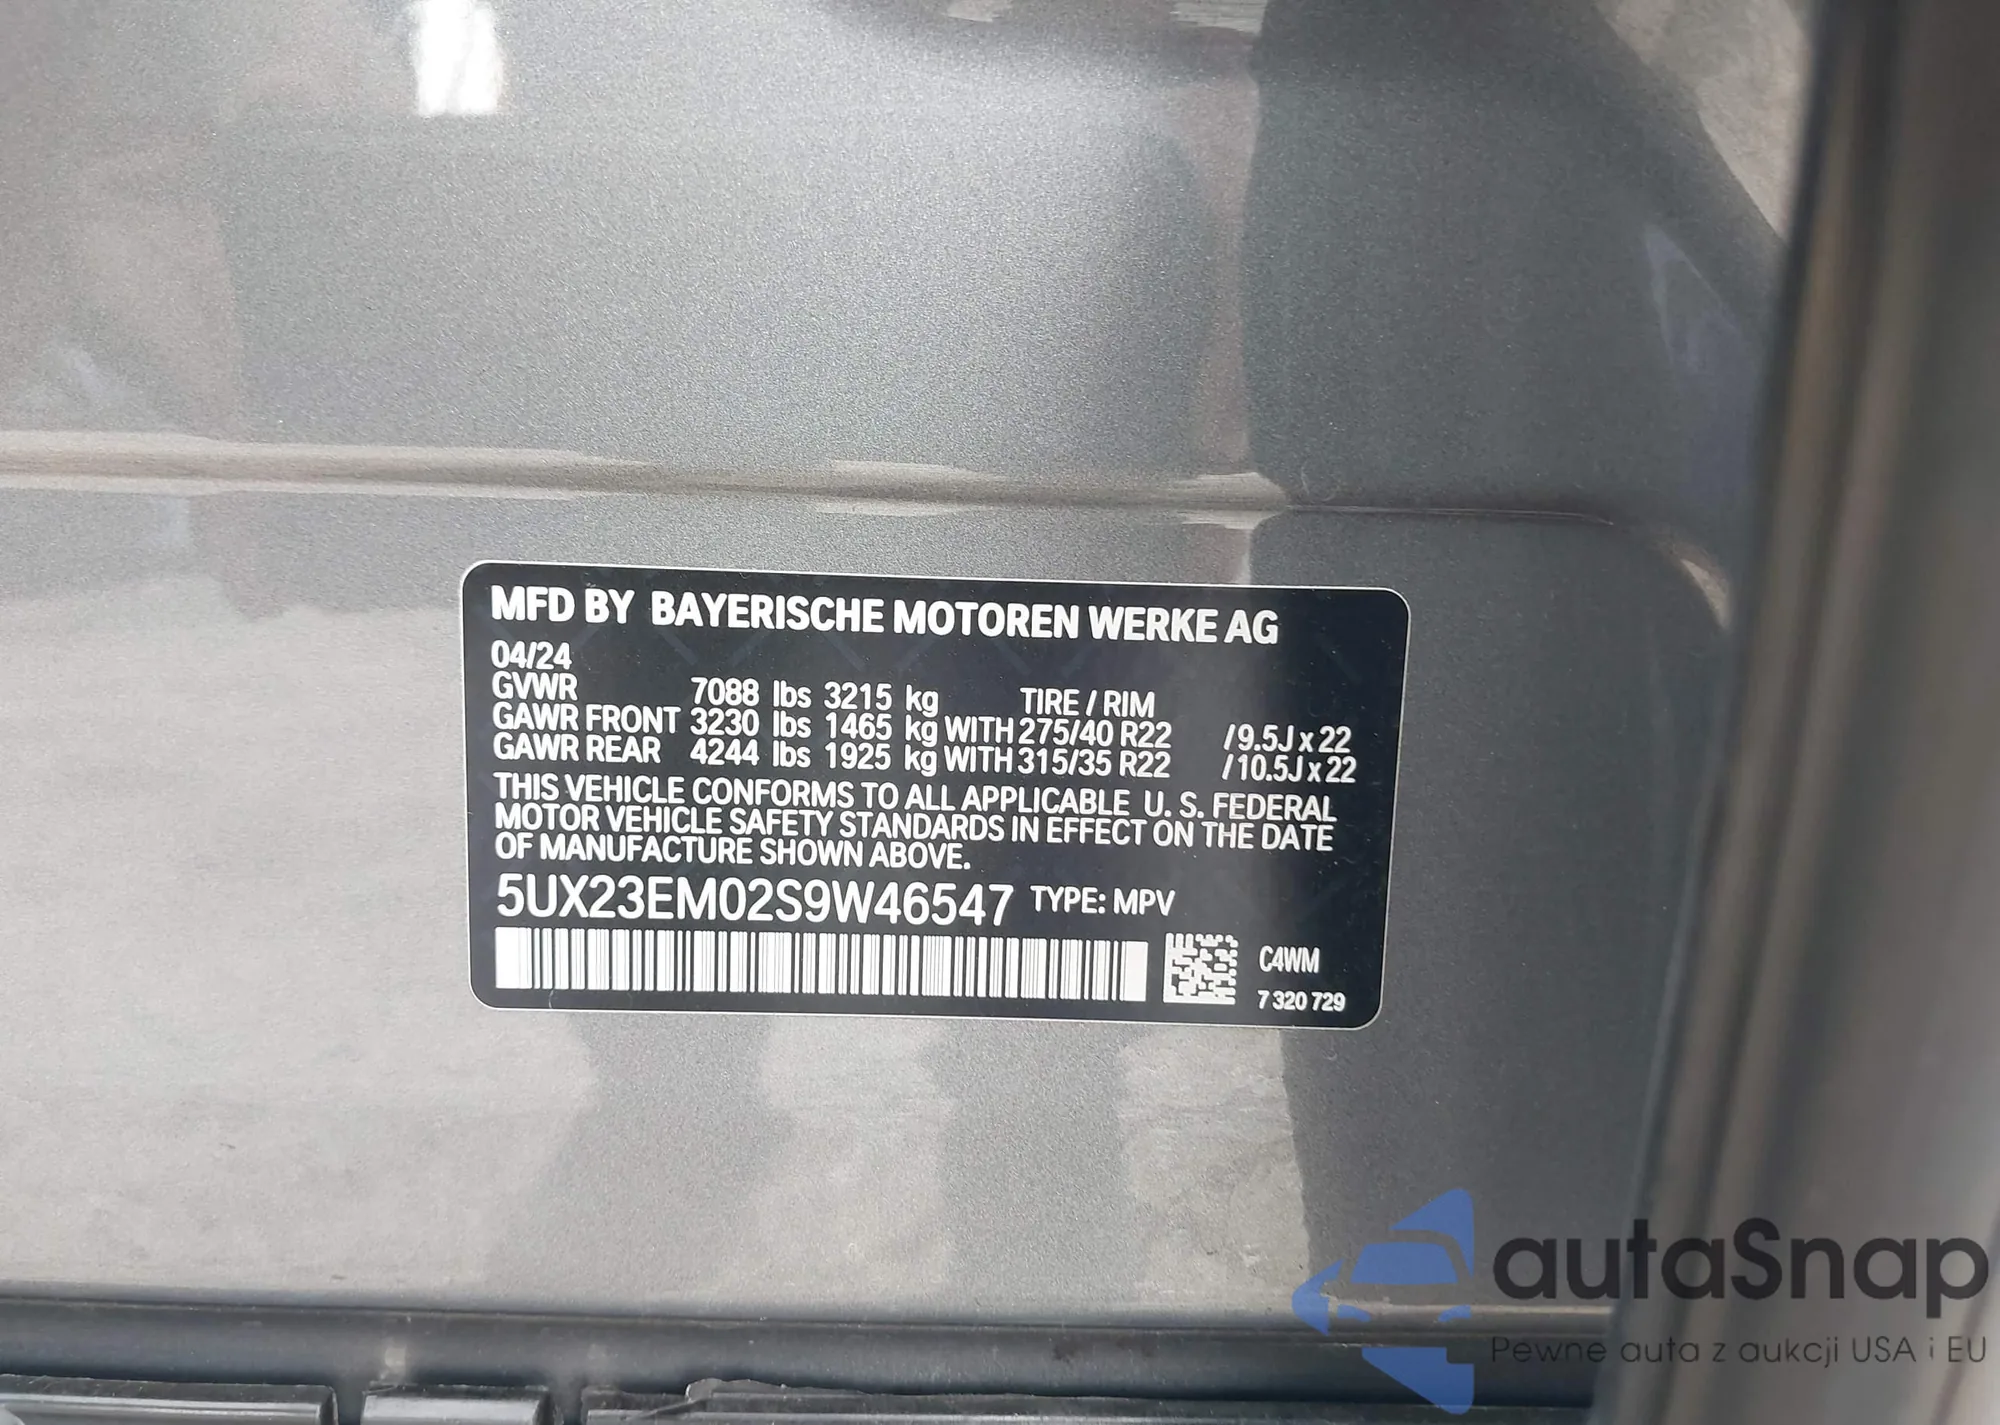 MFD BY BAYERISCHE MOTOREN WERKE AG
04/24
GVWR 7088 lbs 3215 kg TIRE / RIM
GAWR FRONT 3230 lbs 1465 kg WITH 275/40 R22 / 9.5J x 22
GAWR REAR 4244 lbs 1925 kg WITH 315/35 R22 / 10.5J x 22
THIS VEHICLE CONFORMS TO ALL APPLICABLE U. S. FEDERAL
MOTOR VEHICLE SAFETY STANDARDS IN EFFECT ON THE DATE
OF MANUFACTURE SHOWN ABOVE.
5UX23EM02S9W46547 TYPE: MPV
C4WM
7 320 729
autaSnap
Pewne auta z aukcji USA i EU